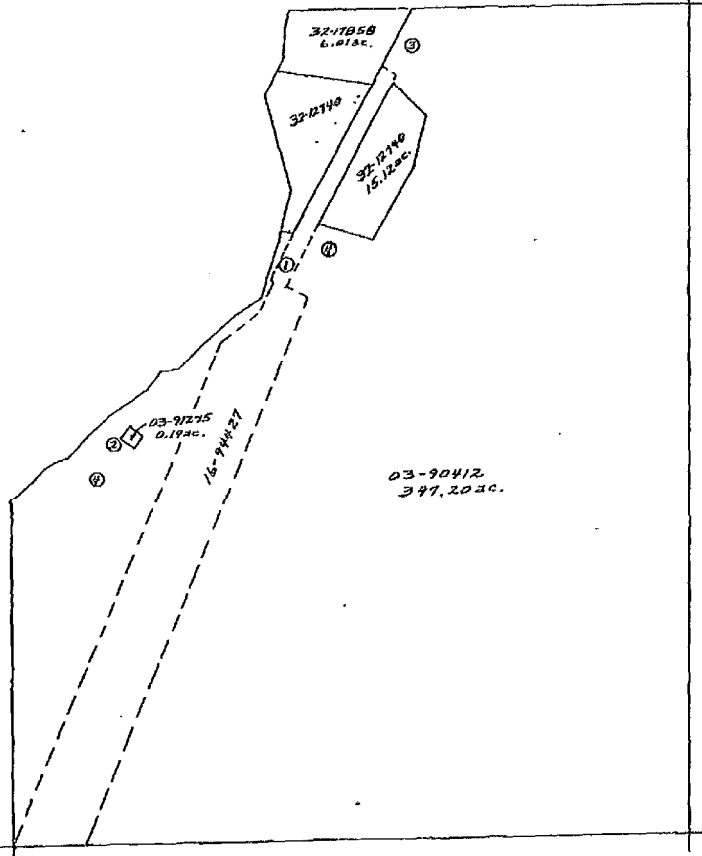 32-17858
6.01ac.
③
32-12740
32-12740
15.12ac.
④
①
03-91275
0.19ac.
②
④
16-94427
03-90412
347.20ac.